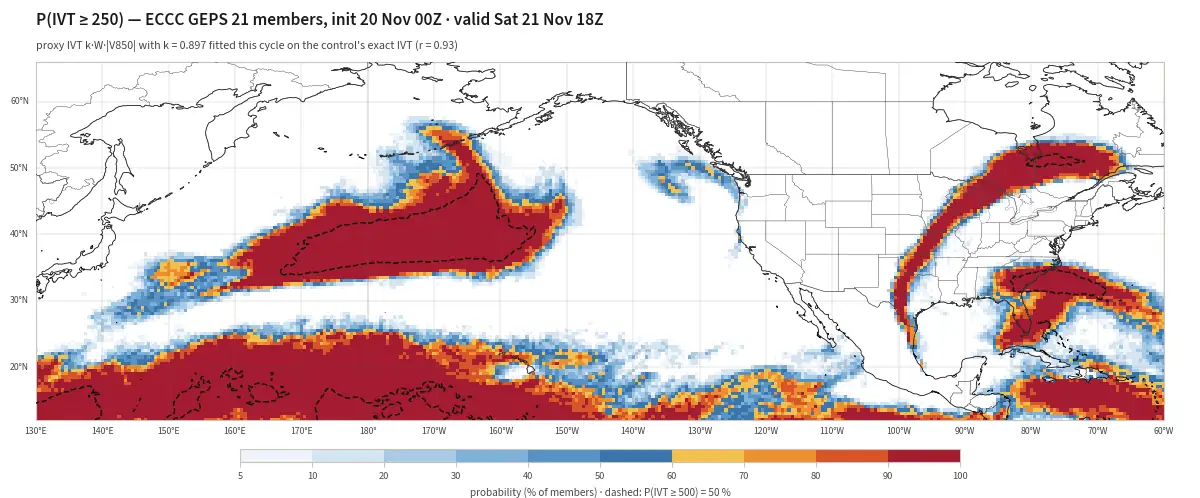 P(IVT ≥ 250) — ECCC GEPS 21 members, init 20 Nov 00Z · valid Sat 21 Nov 18Z
proxy IVT k·W·|V850| with k = 0.897 fitted this cycle on the control's exact IVT (r = 0.93)
60°N
50°N
40°N
30°N
20°N
130°E 140°E 150°E 160°E 170°E 180° 170°W 160°W 150°W 140°W 130°W 120°W 110°W 100°W 90°W 80°W 70°W 60°W
5 10 20 30 40 50 60 70 80 90 100
probability (% of members) · dashed: P(IVT ≥ 500) = 50 %